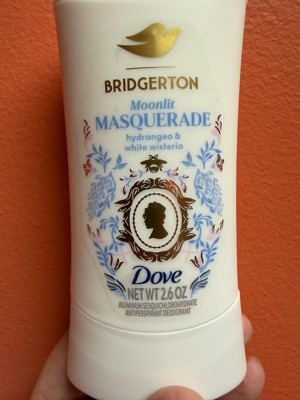 BRIDGERTON
Moonlit
MASQUERADE
hydrangea &
white wisteria
Dove
NET WT 2.6 OZ
ALUMINUM SESQUICHLOROHYDRATE
ANTIPERSPIRANT DEODORANT